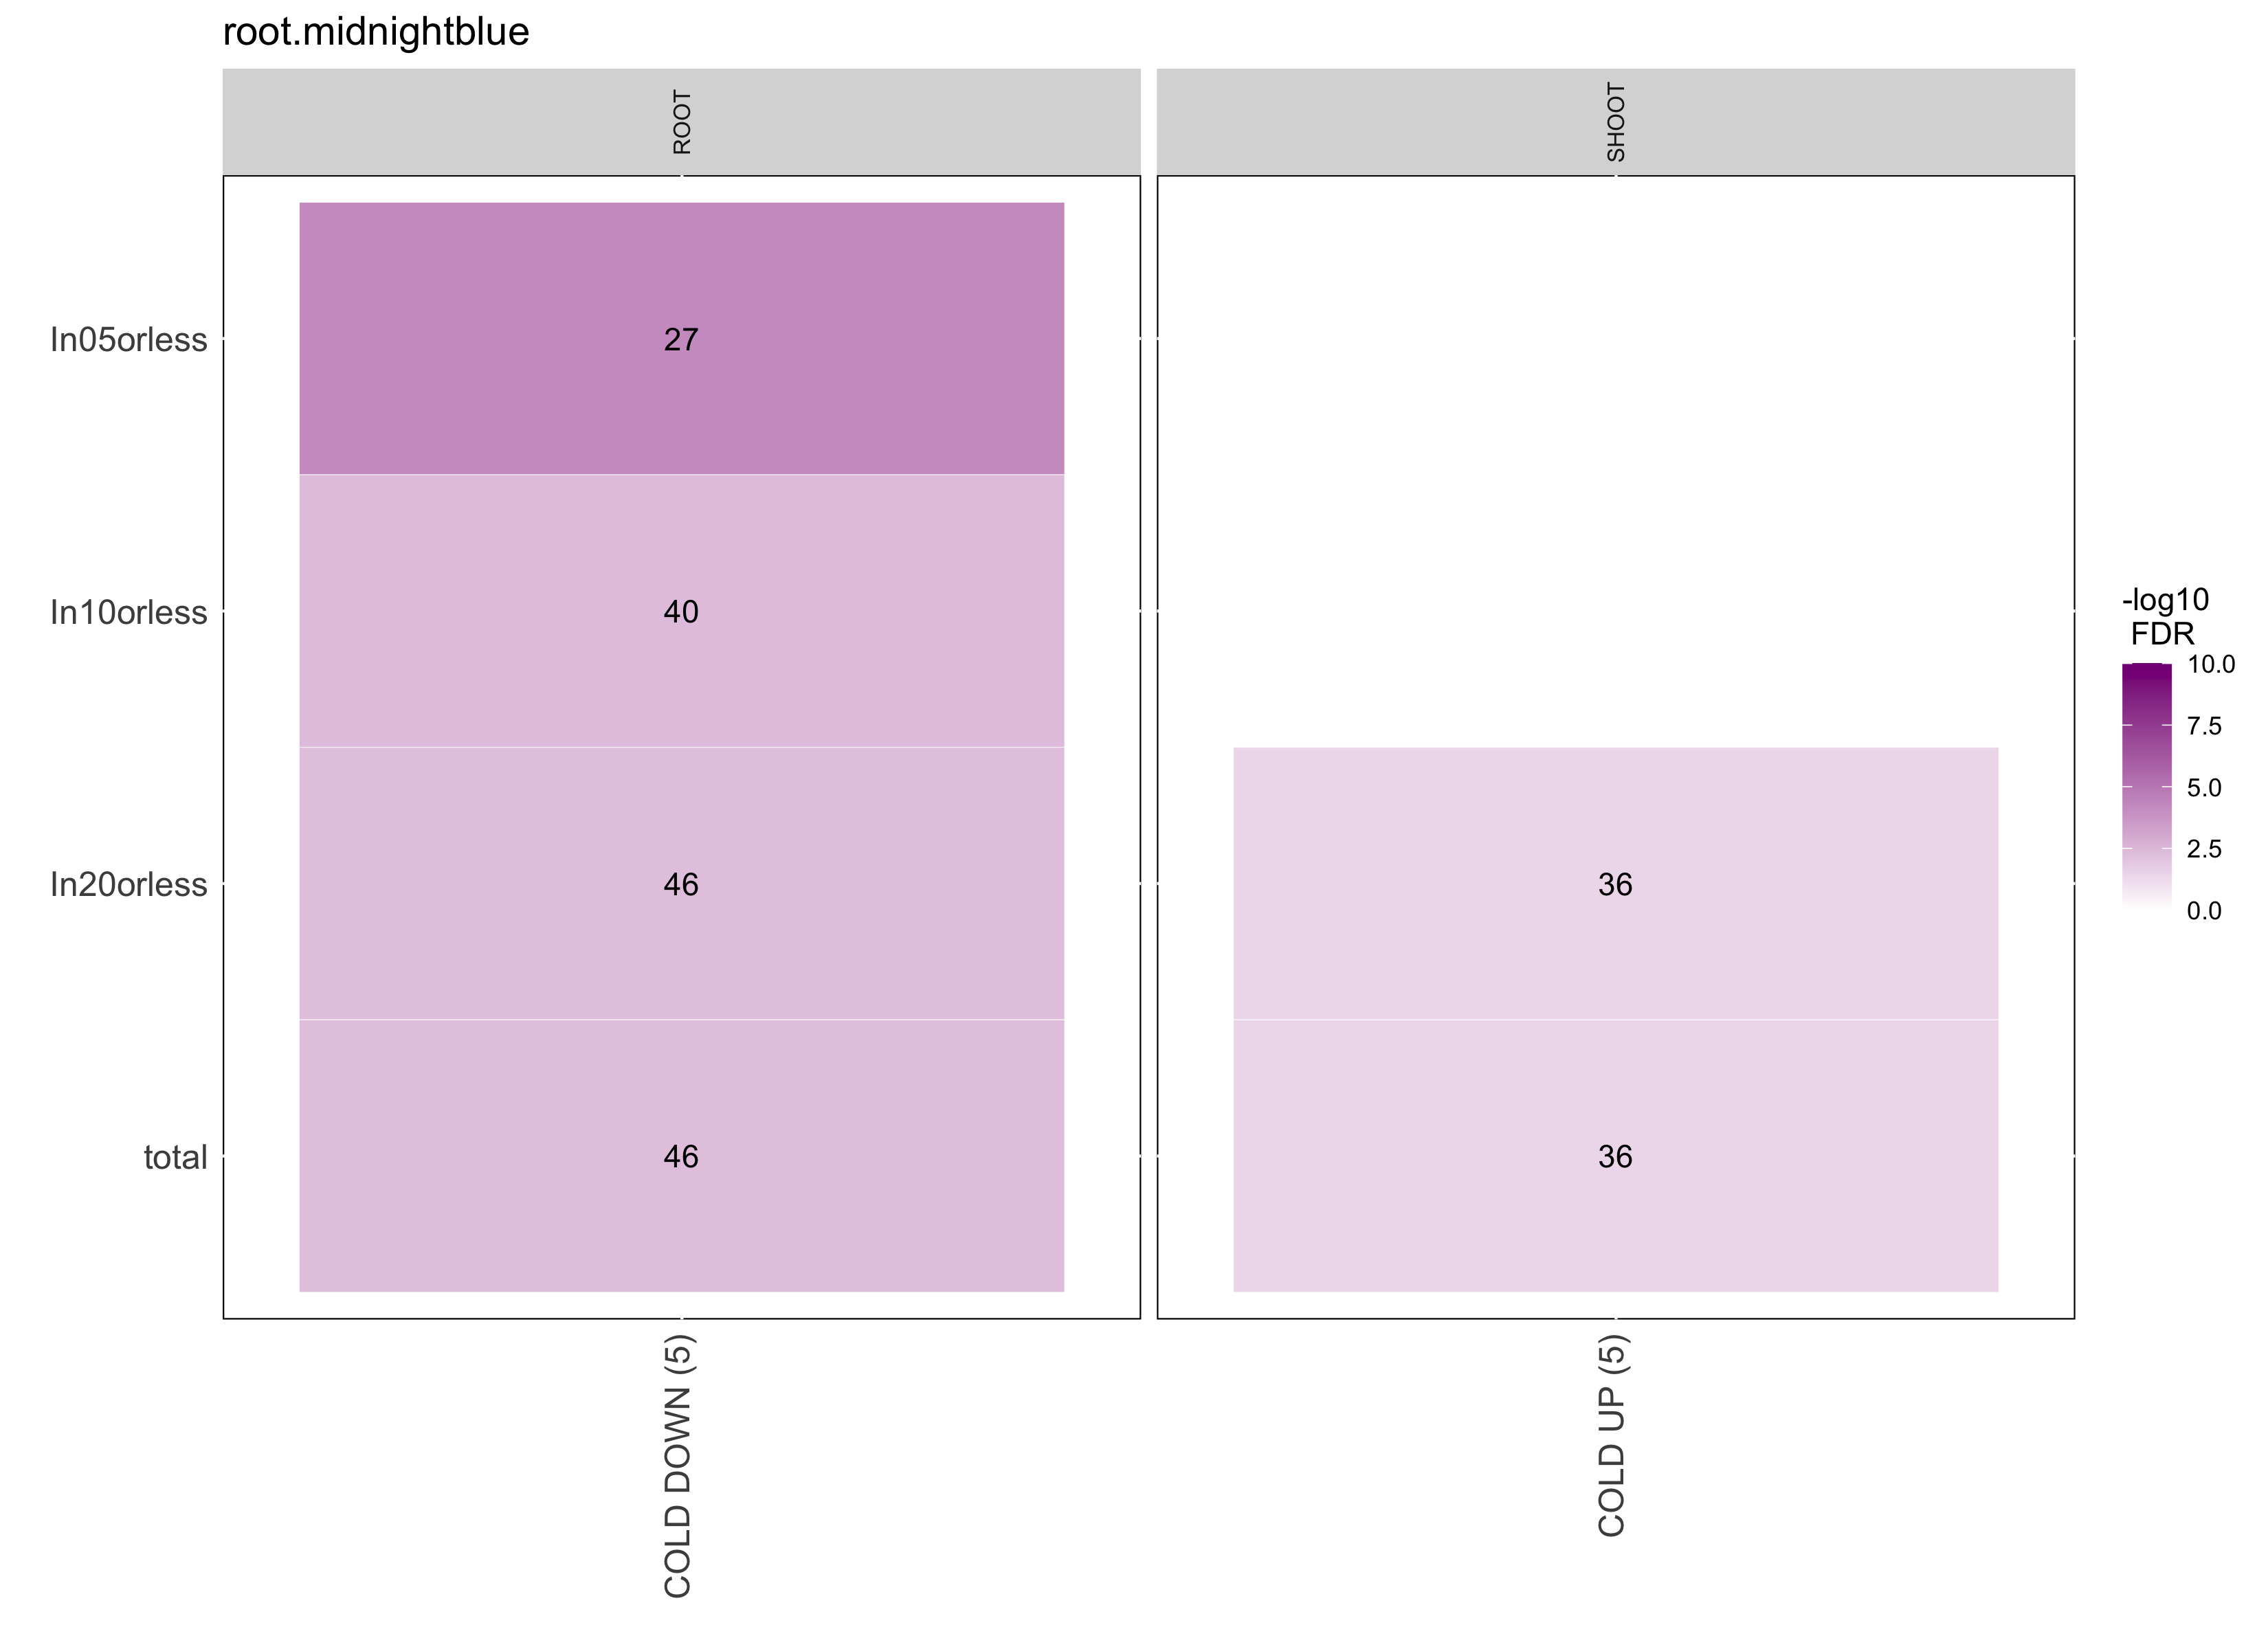 root.midnightblue
ROOT
SHOOT
In05orless
27
In10orless
40
In20orless
46
36
total
46
36
COLD DOWN (5)
COLD UP (5)
-log10
FDR
10.0
7.5
5.0
2.5
0.0